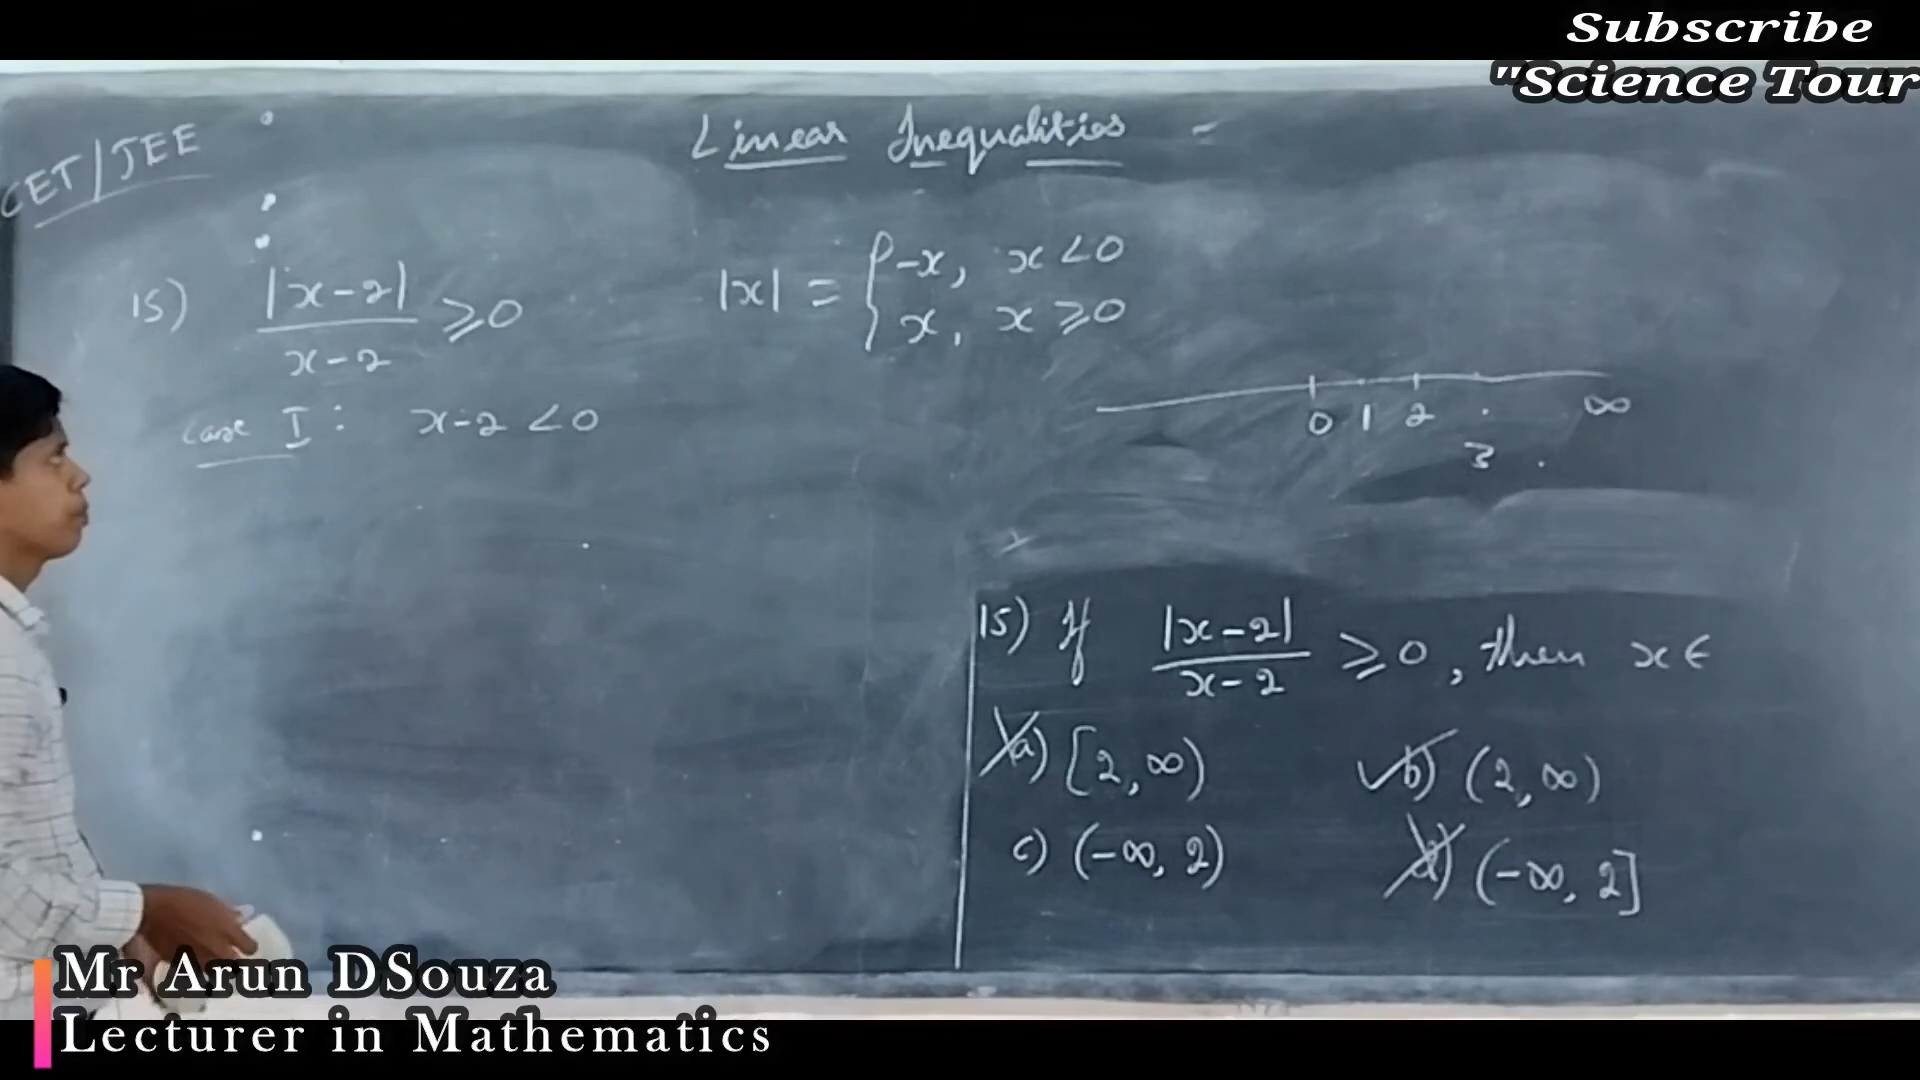 Subscribe
"Science Tour
CET/JEE
Linear Inequalities -
15) |x-2| / x-2 ≥ 0
|x| = { -x, x < 0
x, x ≥ 0
Case I : x-2 < 0
0 1 2 3 . ∞
15) If |x-2| / x-2 ≥ 0, then x ∈
a) [2, ∞) b) (2, ∞)
c) (-∞, 2) d) (-∞, 2]
Mr Arun DSouza
Lecturer in Mathematics